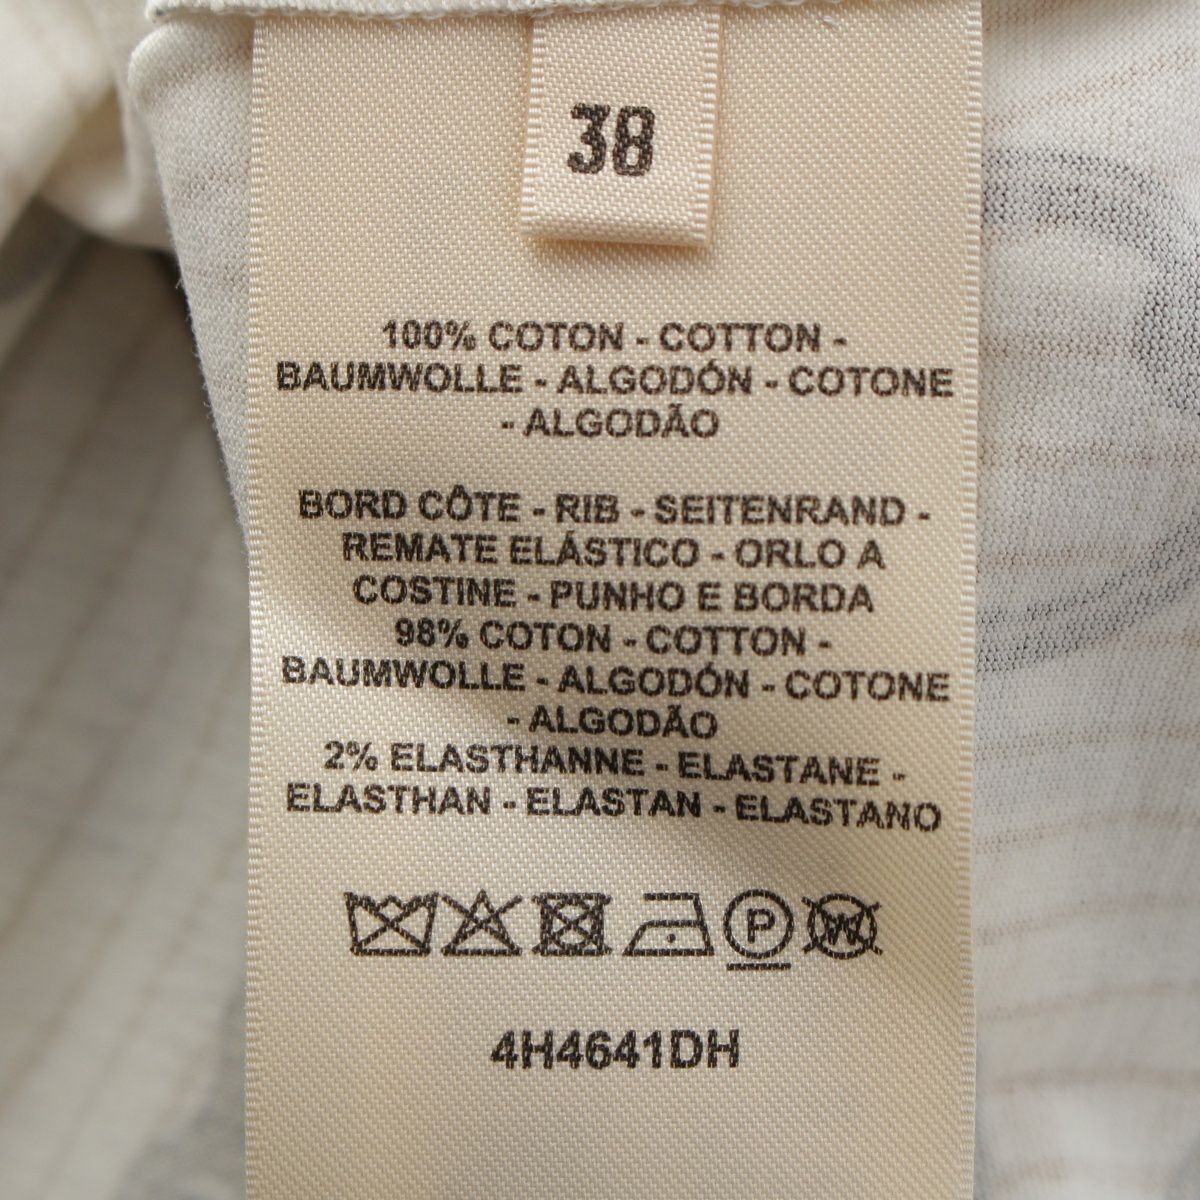 38
100% COTON - COTTON -
BAUMWOLLE - ALGODÓN - COTONE
- ALGODÃO
BORD CÔTE - RIB - SEITENRAND -
REMATE ELÁSTICO - ORLO A
COSTINE - PUNHO E BORDA
98% COTON - COTTON -
BAUMWOLLE - ALGODÓN - COTONE
- ALGODÃO
2% ELASTHANNE - ELASTANE -
ELASTHAN - ELASTAN - ELASTANO
P W
4H4641DH